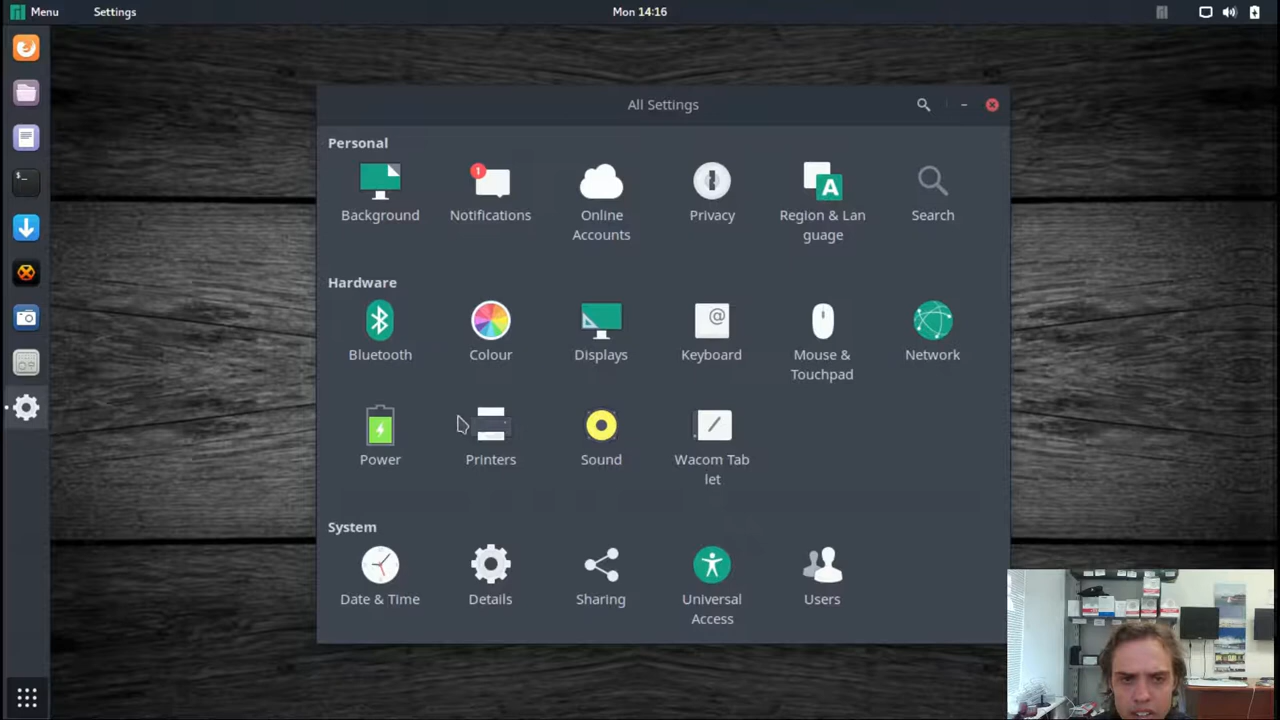 Menu Settings Mon 14:16
All Settings
Personal
Background Notifications Online Privacy Region & Lan Search
Accounts guage
Hardware
Bluetooth Colour Displays Keyboard Mouse & Network
Touchpad
Power Printers Sound Wacom Tab
let
System
Date & Time Details Sharing Universal Users
Access